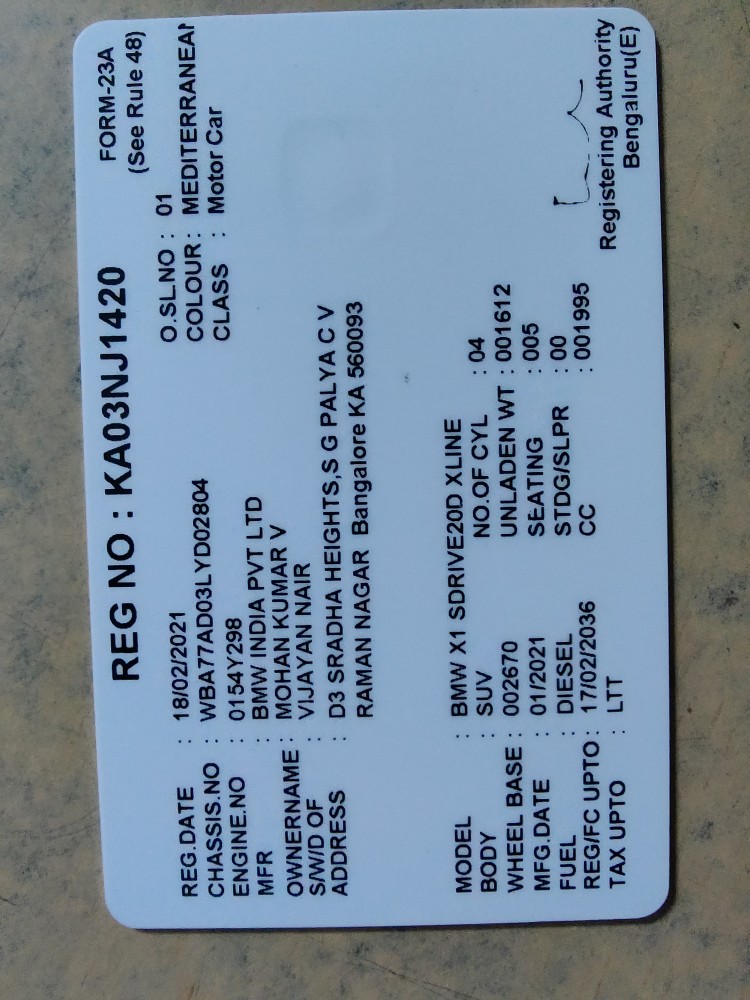 FORM-23A
(See Rule 48)
REG NO : KA03NJ1420
O.SL.NO : 01
COLOUR : MEDITERRANEAN
CLASS : Motor Car
REG.DATE : 18/02/2021
CHASSIS.NO : WBA77AD03LYD02804
ENGINE.NO : 0154Y298
MFR : BMW INDIA PVT LTD
OWNERNAME : MOHAN KUMAR V
S/W/D OF : VIJAYAN NAIR
ADDRESS : D3 SRADHA HEIGHTS,S G PALYA C V
RAMAN NAGAR Bangalore KA 560093
MODEL : BMW X1 SDRIVE20D XLINE
BODY : SUV NO.OF CYL : 04
WHEEL BASE : 002670 UNLADEN WT : 001612
MFG.DATE : 01/2021 SEATING : 005
FUEL : DIESEL STDG/SLPR : 00
REG/FC UPTO : 17/02/2036 CC : 001995
TAX UPTO : LTT
Registering Authority
Bengaluru(E)